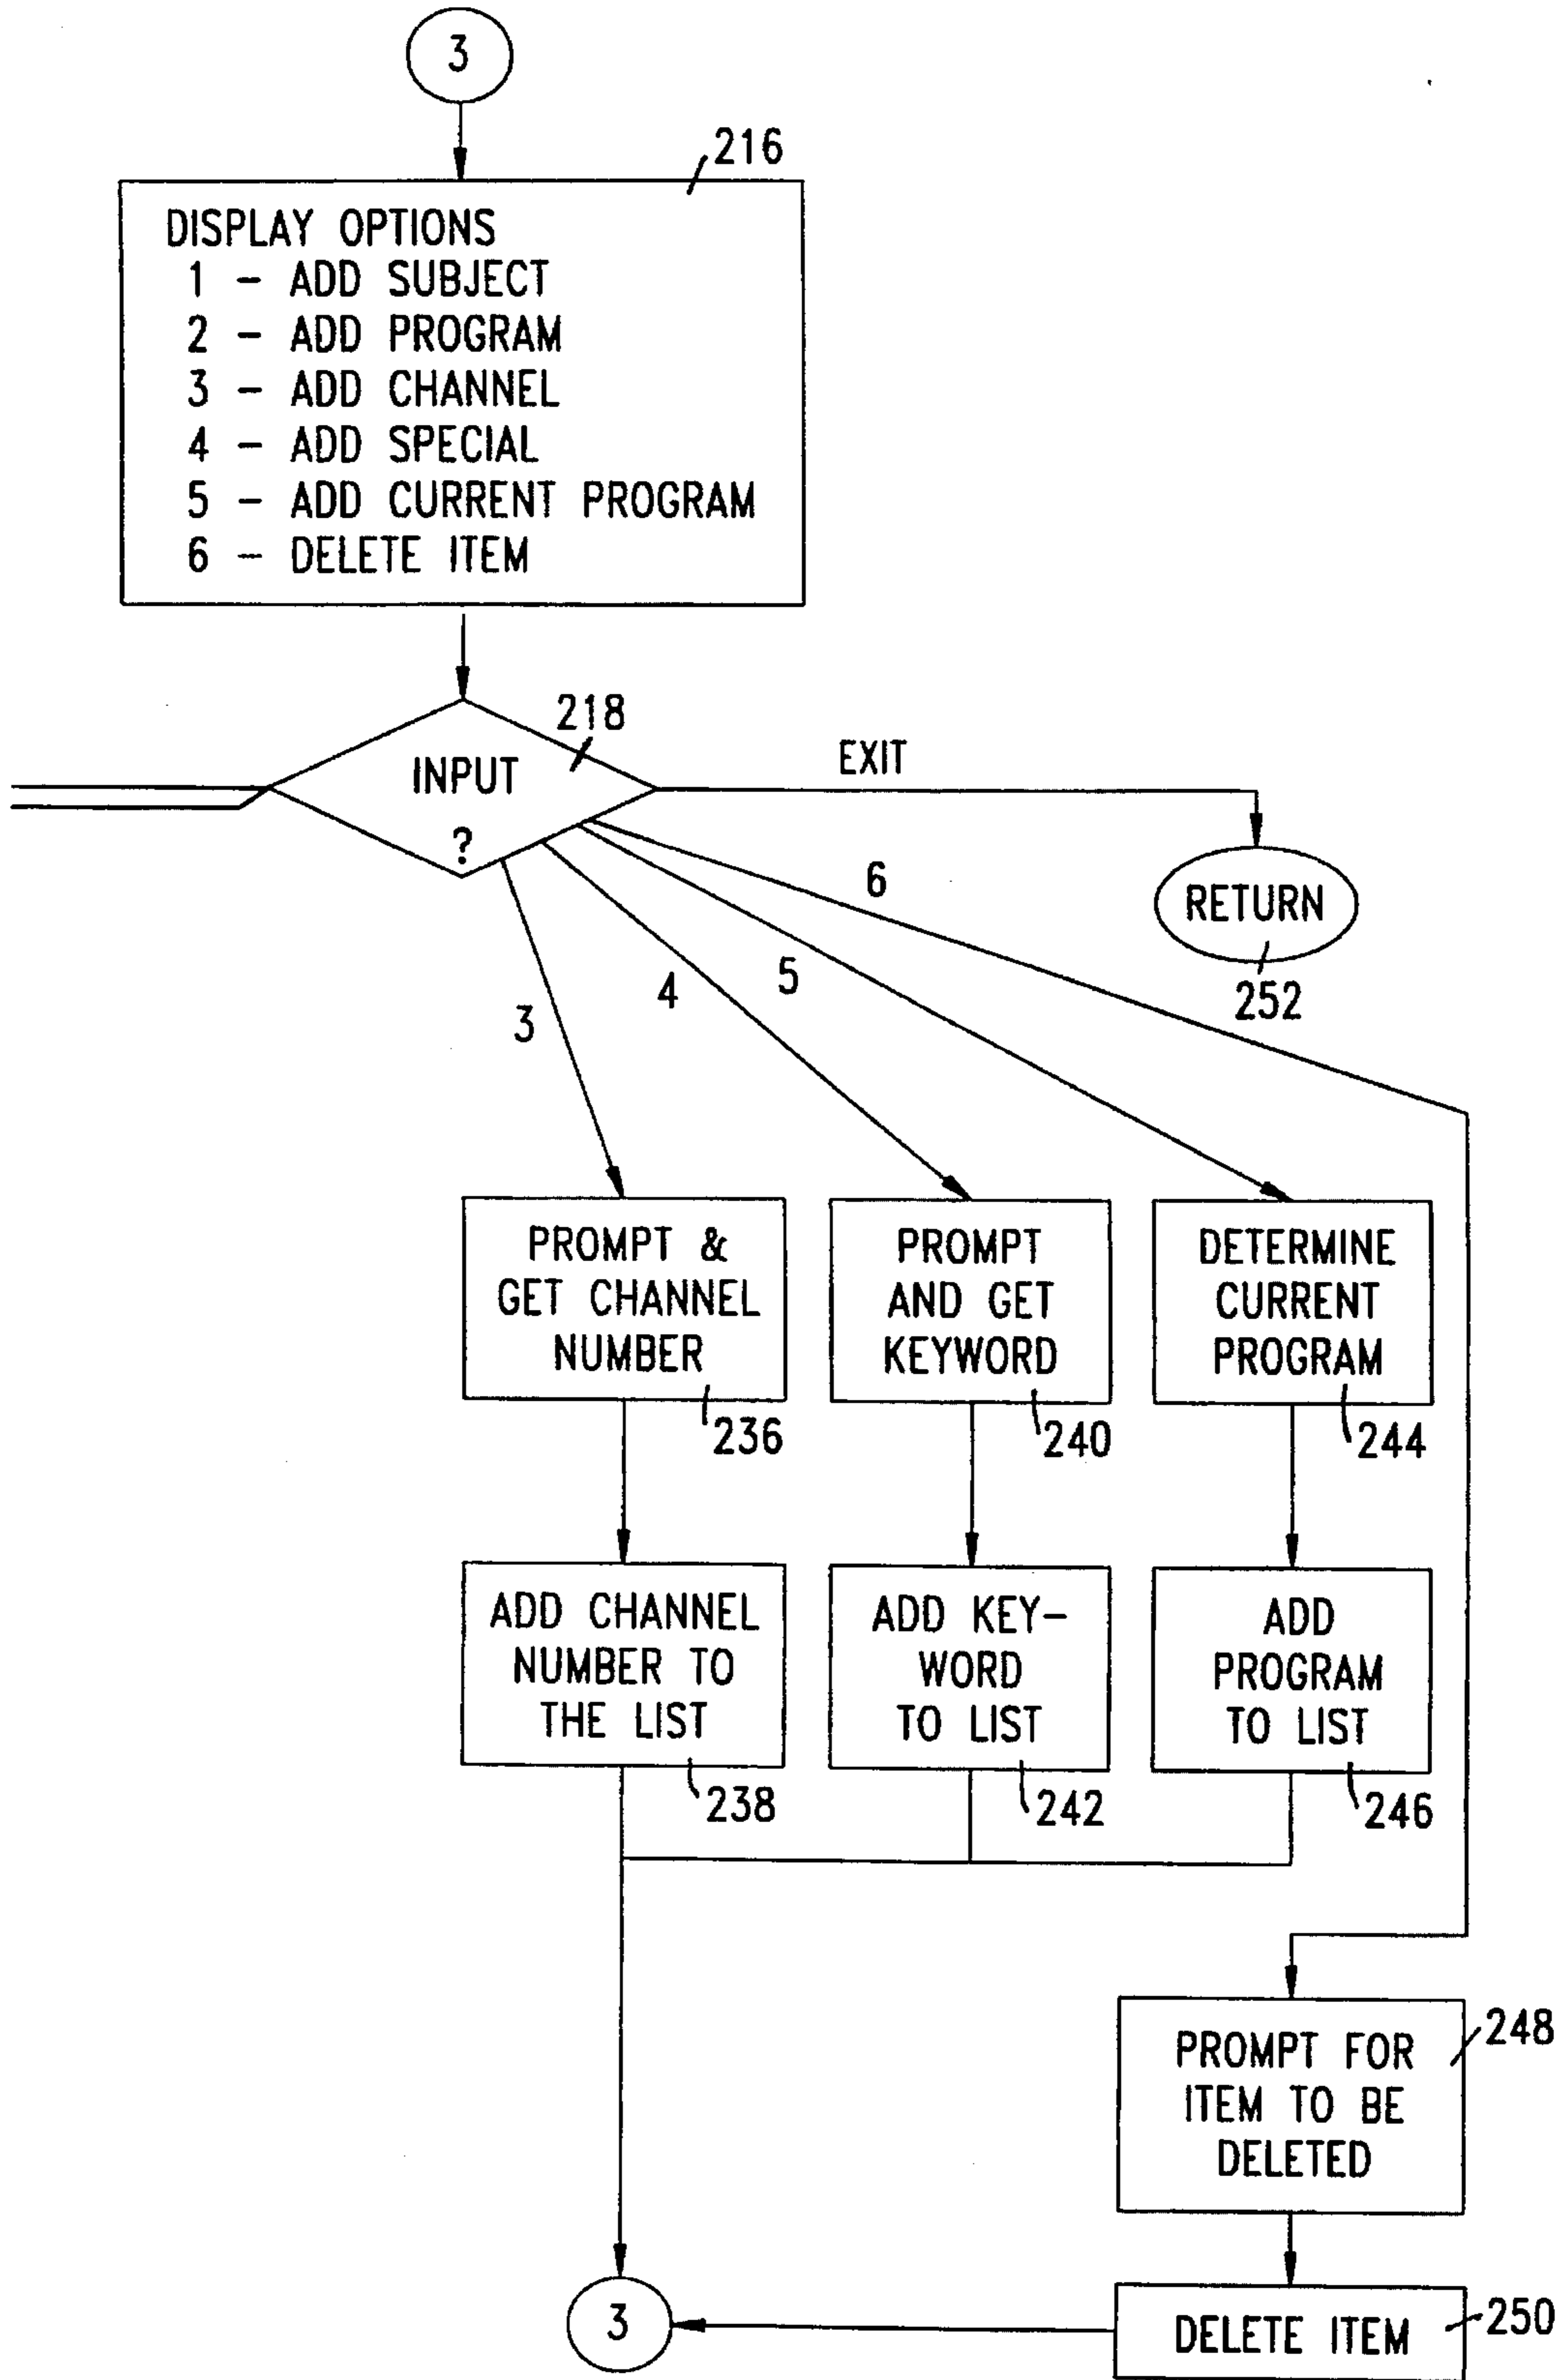 3
216
DISPLAY OPTIONS
1 - ADD SUBJECT
2 - ADD PROGRAM
3 - ADD CHANNEL
4 - ADD SPECIAL
5 - ADD CURRENT PROGRAM
6 - DELETE ITEM
218
INPUT
?
EXIT
RETURN
252
3
4
5
6
PROMPT &
GET CHANNEL
NUMBER
236
PROMPT
AND GET
KEYWORD
240
DETERMINE
CURRENT
PROGRAM
244
ADD CHANNEL
NUMBER TO
THE LIST
238
ADD KEY-
WORD
TO LIST
242
ADD
PROGRAM
TO LIST
246
PROMPT FOR
ITEM TO BE
DELETED
248
3
DELETE ITEM
250